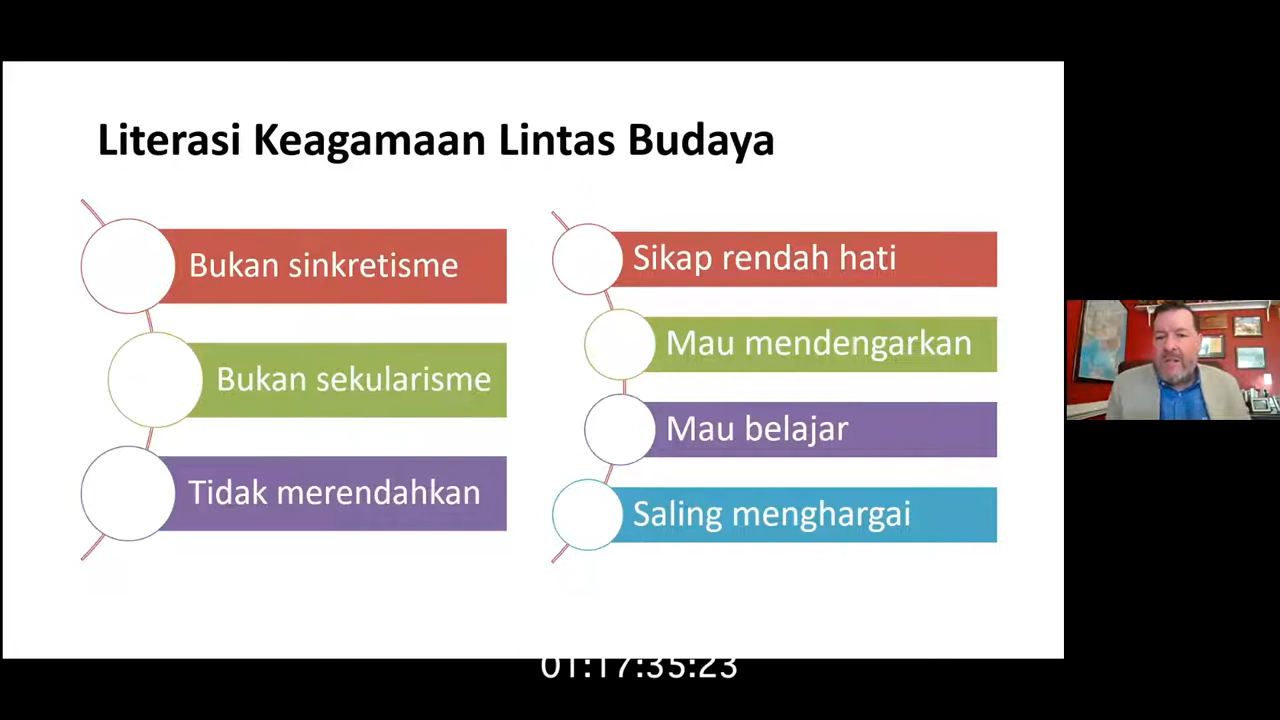 Literasi Keagamaan Lintas Budaya
Bukan sinkretisme
Bukan sekularisme
Tidak merendahkan
Sikap rendah hati
Mau mendengarkan
Mau belajar
Saling menghargai
01:17:35:23